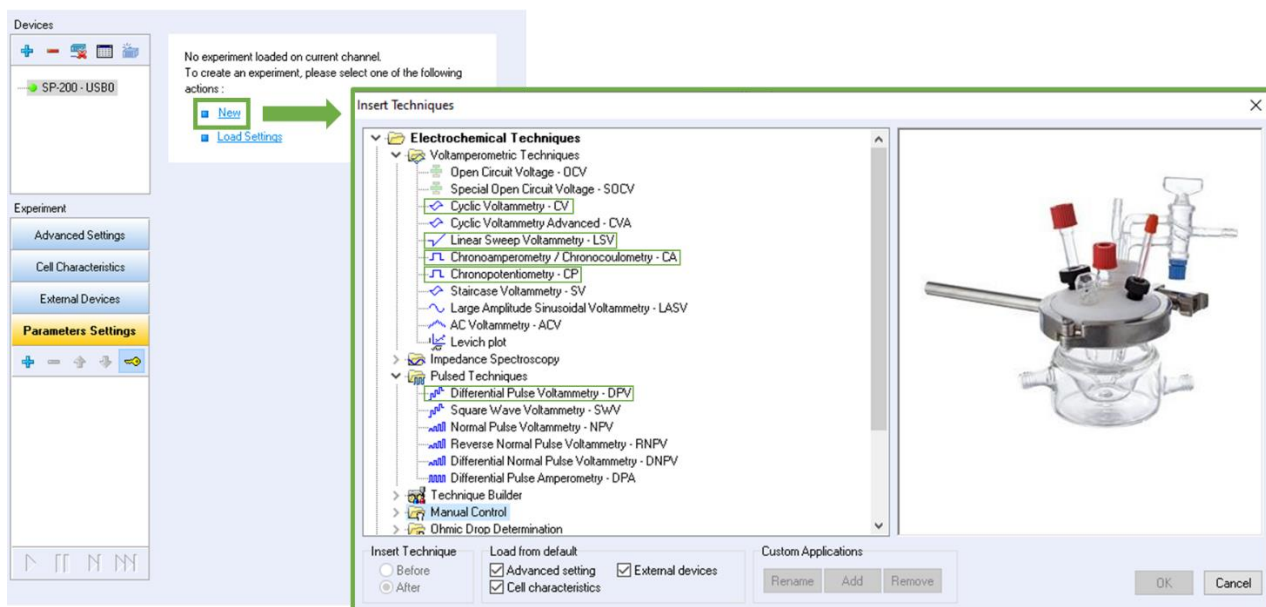 Devices
SP-200 - USB0
No experiment loaded on current channel.
To create an experiment, please select one of the following
actions :
New
Load Settings
Experiment
Advanced Settings
Cell Characteristics
External Devices
Parameters Settings
Insert Techniques
Electrochemical Techniques
Voltamperometric Techniques
Open Circuit Voltage - OCV
Special Open Circuit Voltage - SOCV
Cyclic Voltammetry - CV
Cyclic Voltammetry Advanced - CVA
Linear Sweep Voltammetry - LSV
Chronoamperometry / Chronocoulometry - CA
Chronopotentiometry - CP
Staircase Voltammetry - SV
Large Amplitude Sinusoidal Voltammetry - LASV
AC Voltammetry - ACV
Levich plot
Impedance Spectroscopy
Pulsed Techniques
Differential Pulse Voltammetry - DPV
Square Wave Voltammetry - SWV
Normal Pulse Voltammetry - NPV
Reverse Normal Pulse Voltammetry - RNPV
Differential Normal Pulse Voltammetry - DNPV
Differential Pulse Amperometry - DPA
Technique Builder
Manual Control
Ohmic Drop Determination
Insert Technique
Before
After
Load from default
Advanced setting
External devices
Cell characteristics
Custom Applications
Rename
Add
Remove
OK
Cancel